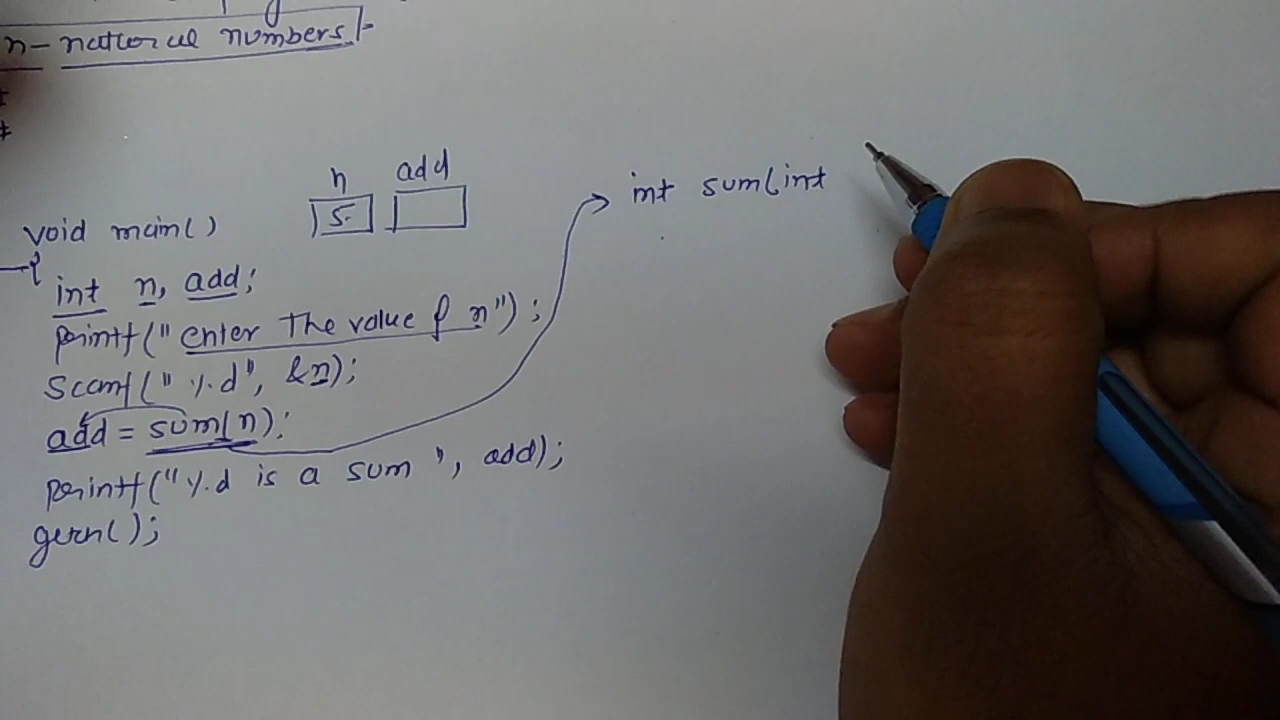 n- natural numbers :-
#
#
n add
5
void main()
{
int n, add;
printf(" enter The value of n");
scanf(" %d", &n);
add = sum(n);
printf("%d is a sum ", add);
getch();
int sum(int